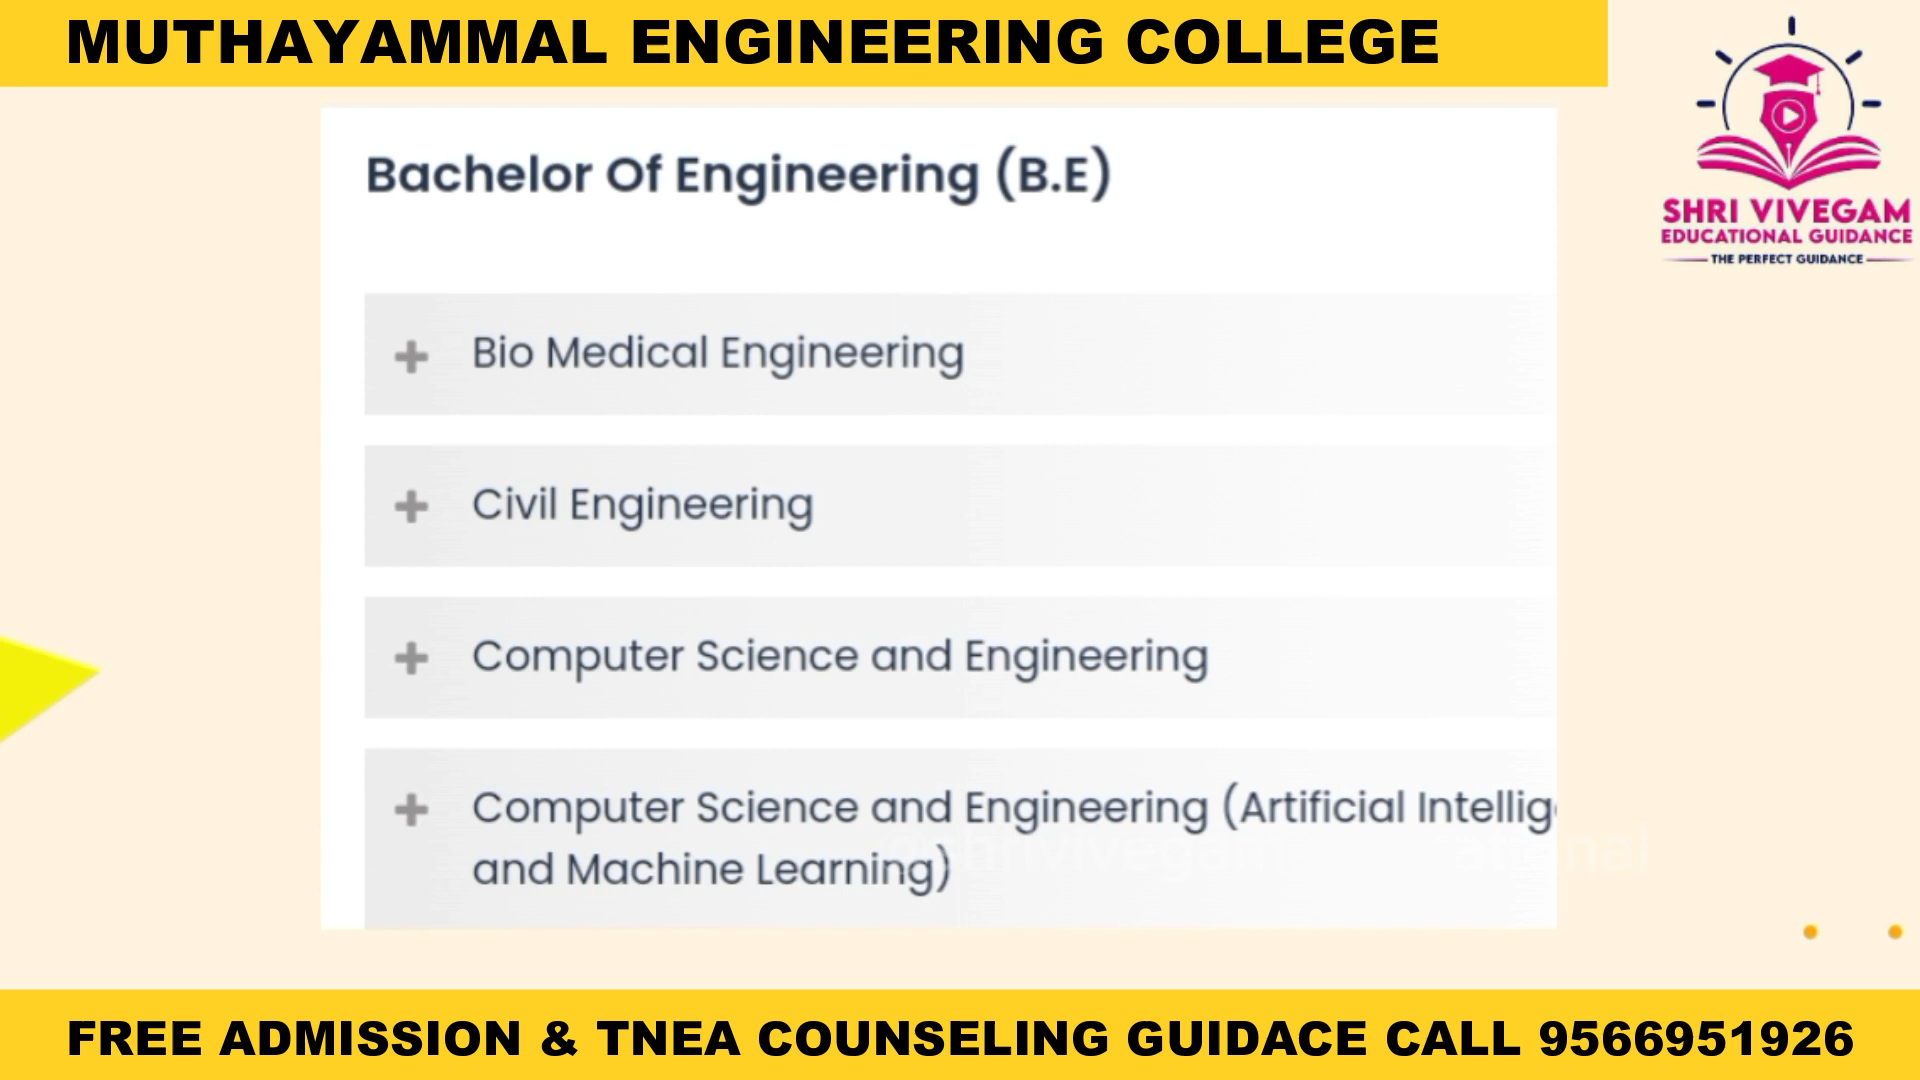 MUTHAYAMMAL ENGINEERING COLLEGE
SHRI VIVEGAM
EDUCATIONAL GUIDANCE
THE PERFECT GUIDANCE
Bachelor Of Engineering (B.E)
Bio Medical Engineering
Civil Engineering
Computer Science and Engineering
Computer Science and Engineering (Artificial Intellig
and Machine Learning)
@shrivivegam
FREE ADMISSION & TNEA COUNSELING GUIDACE CALL 9566951926